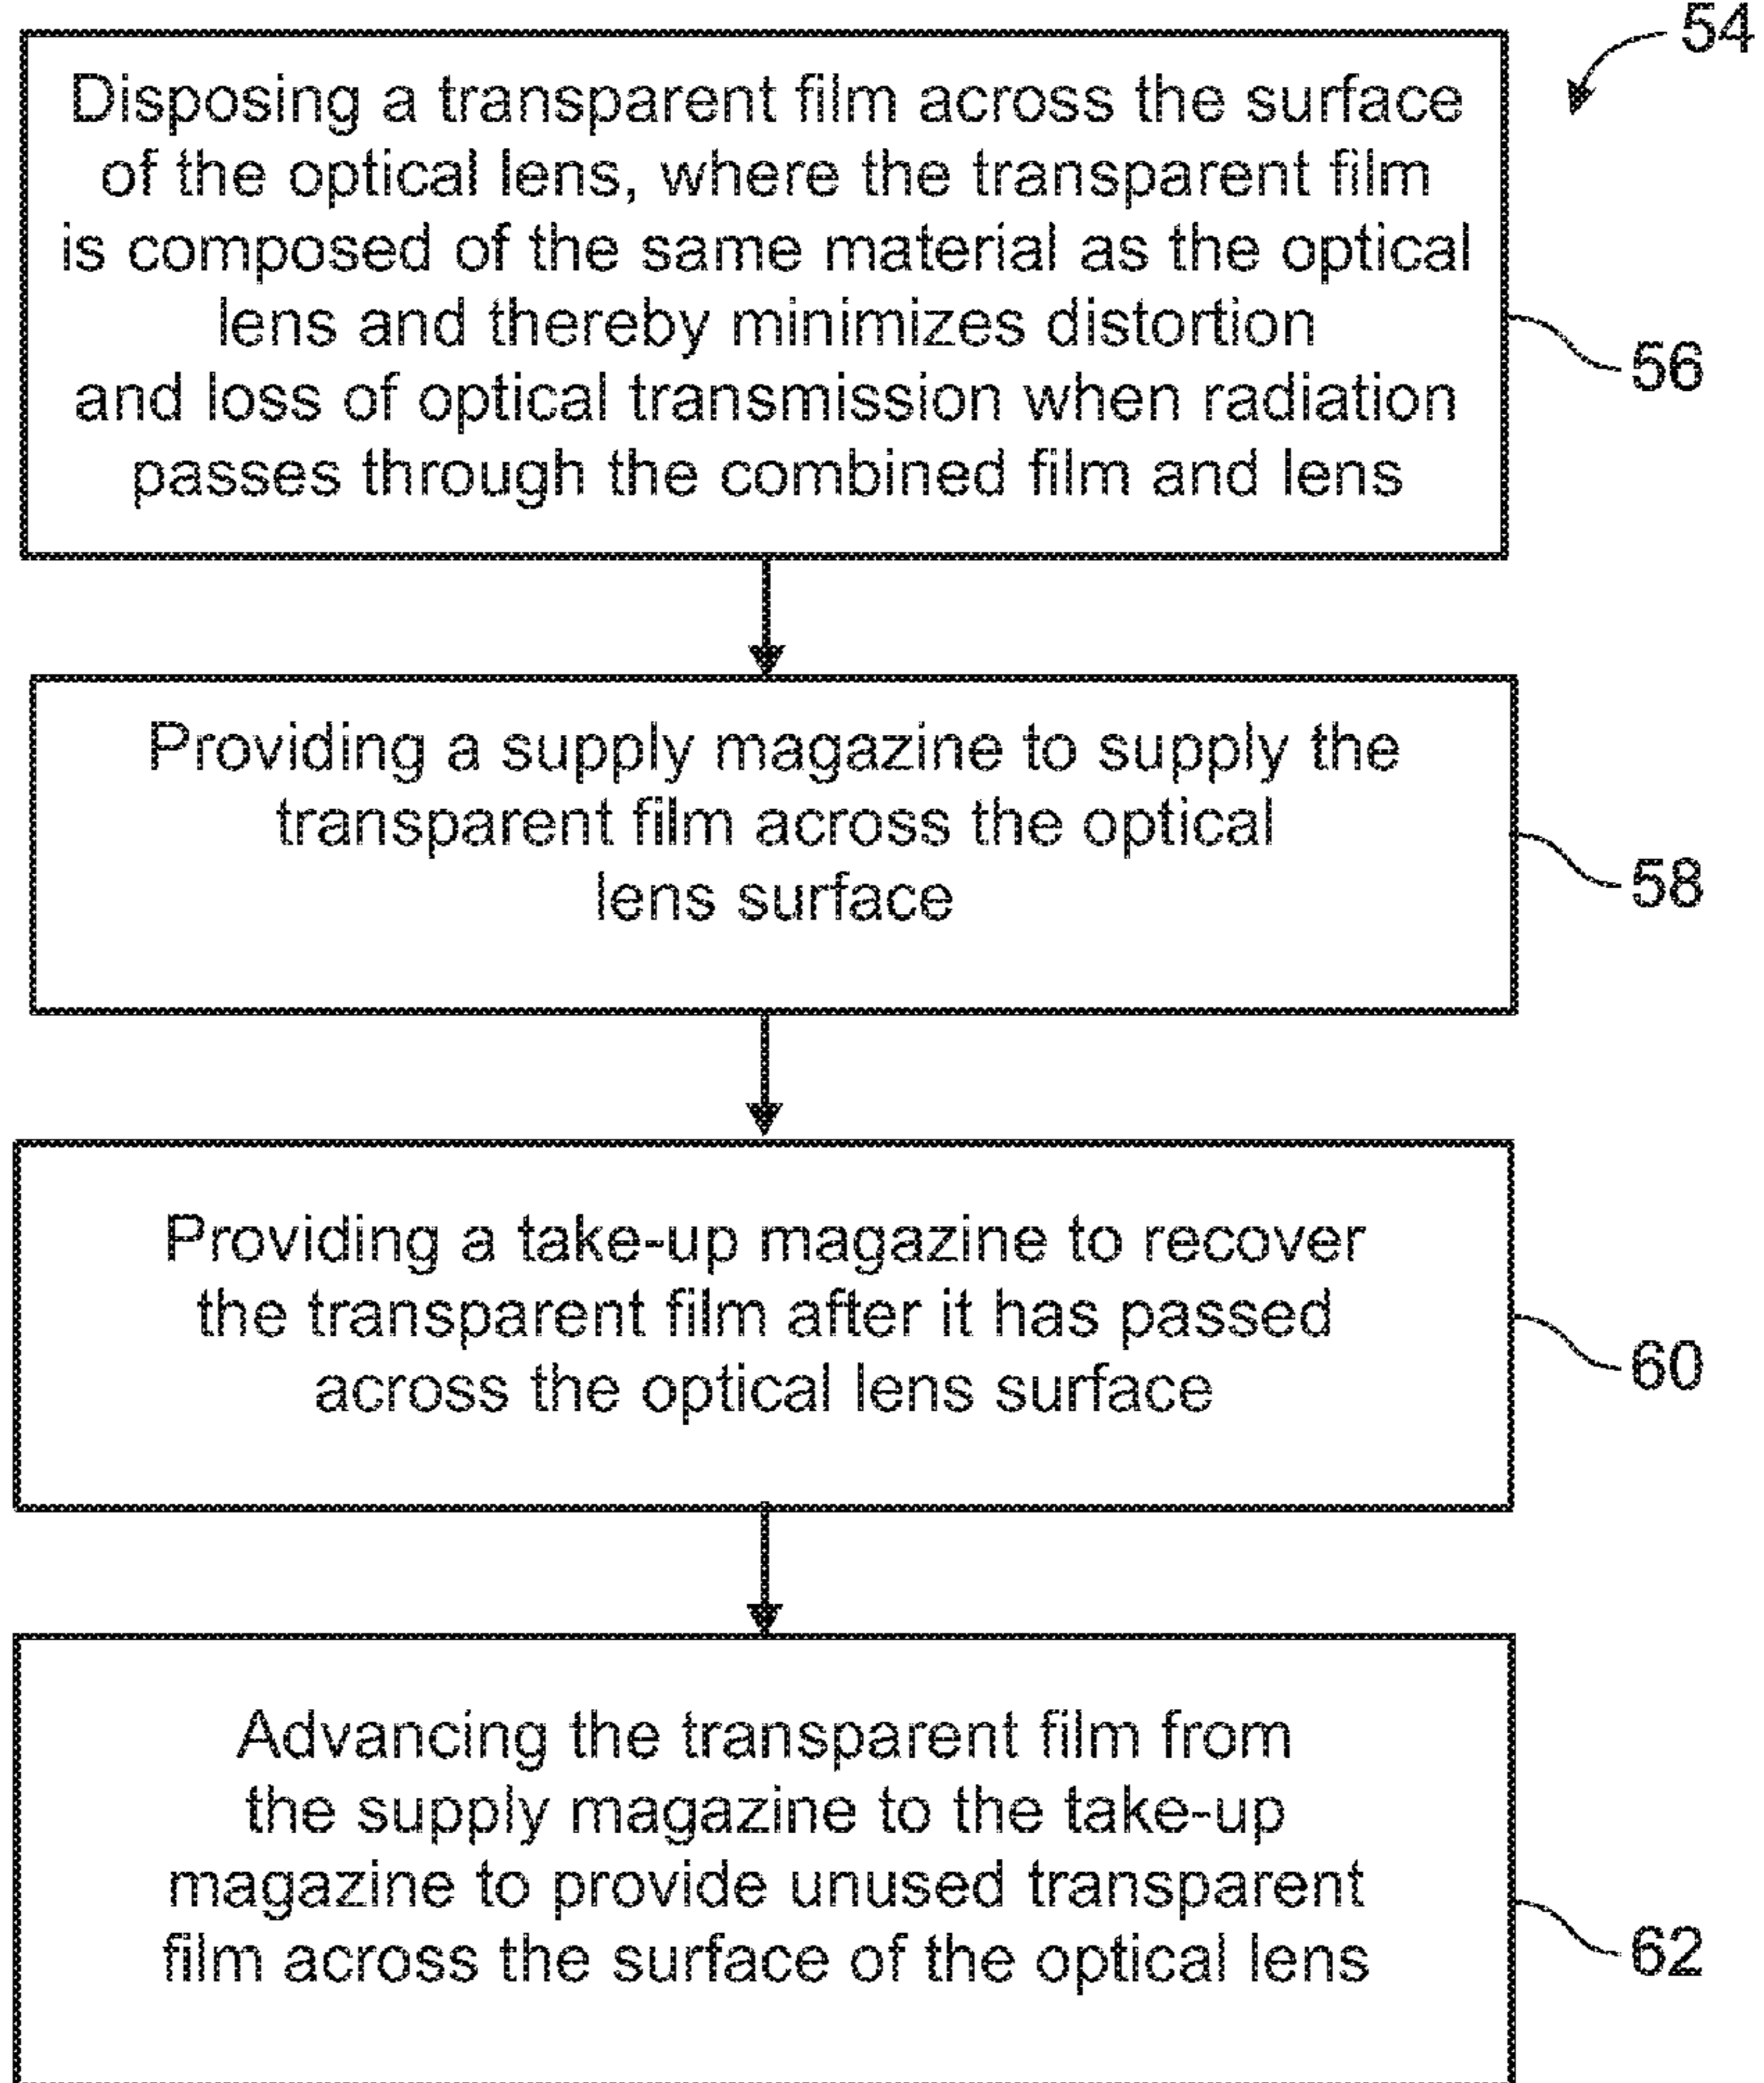 54
Disposing a transparent film across the surface
of the optical lens, where the transparent film
is composed of the same material as the optical
lens and thereby minimizes distortion
and loss of optical transmission when radiation
passes through the combined film and lens
56
Providing a supply magazine to supply the
transparent film across the optical
lens surface
58
Providing a take-up magazine to recover
the transparent film after it has passed
across the optical lens surface
60
Advancing the transparent film from
the supply magazine to the take-up
magazine to provide unused transparent
film across the surface of the optical lens
62